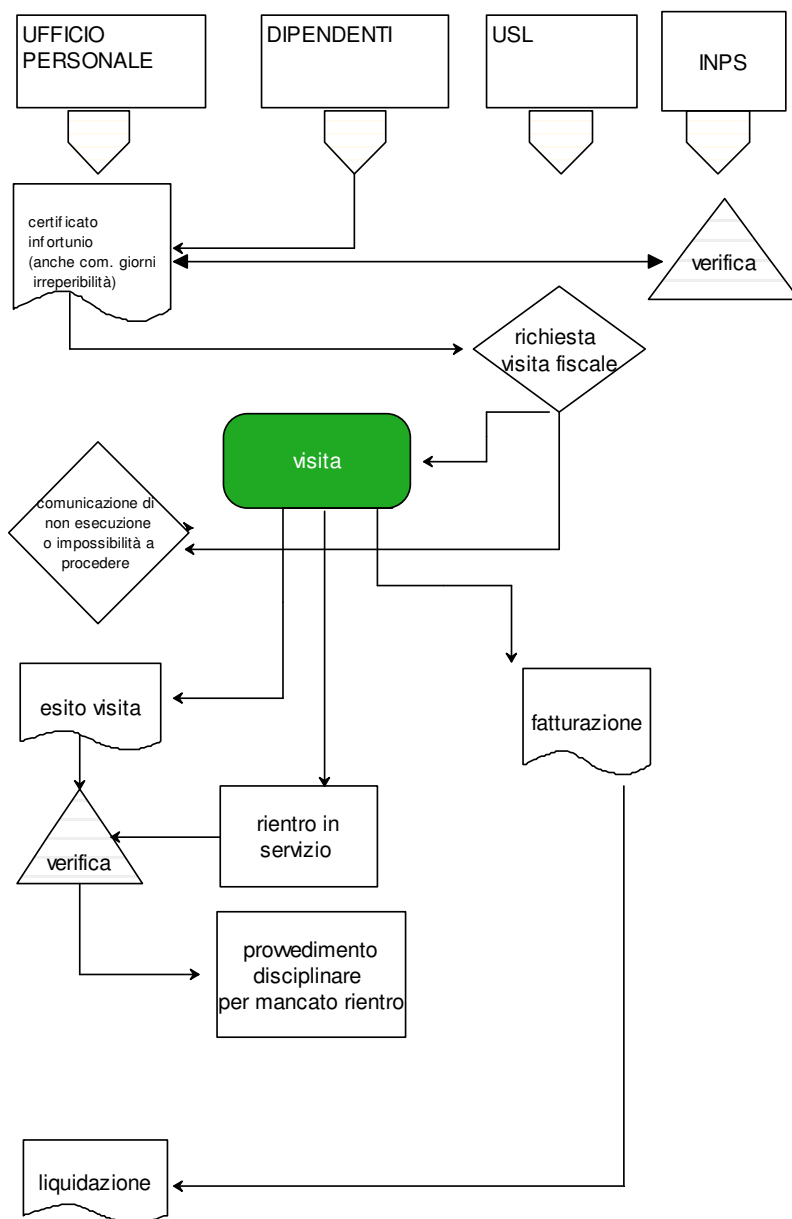 UFFICIO
PERSONALE
DIPENDENTI
USL
INPS
certificato
infortunio
(anche com. giorni
irreperibilità)
verifica
richiesta
visita fiscale
visita
comunicazione di
non esecuzione
o impossibilità a
procedere
esito visita
fatturazione
verifica
rientro in
servizio
provvedimento
disciplinare
per mancato rientro
liquidazione